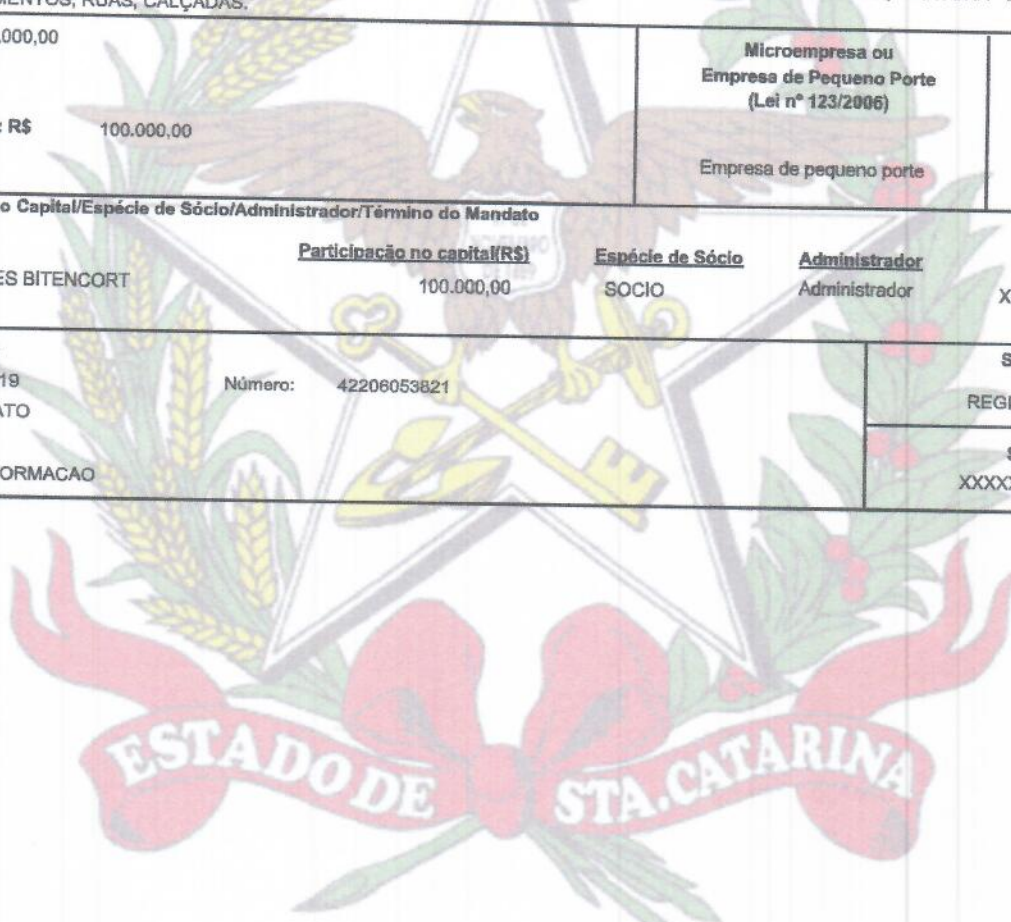 RUAS, CALÇADAS.
.000,00
Microempresa ou
Empresa de Pequeno Porte
(Lei nº 123/2006)
: R$ 100.000,00
Empresa de pequeno porte
o Capital/Espécie de Sócio/Administrador/Término do Mandato
Participação no capital(R$) Espécie de Sócio Administrador
ES BITENCORT 100.000,00 SOCIO Administrador X
19 Número: 42206053821 S
ATO REGI
ORMACAO S
XXXX
ESTADO DE STA.CATARINA